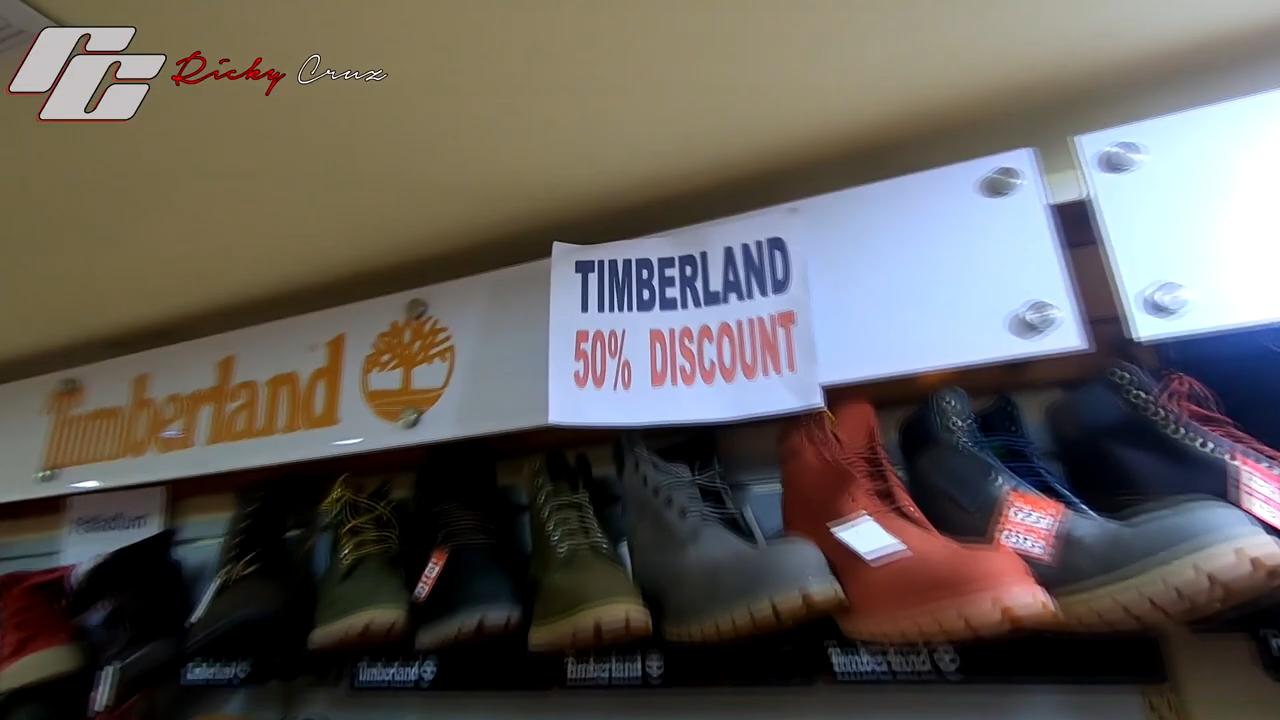 Ricky Cruz
TIMBERLAND
50% DISCOUNT
Timberland
Palladium
Timberland
Timberland
Timberland
Timberland